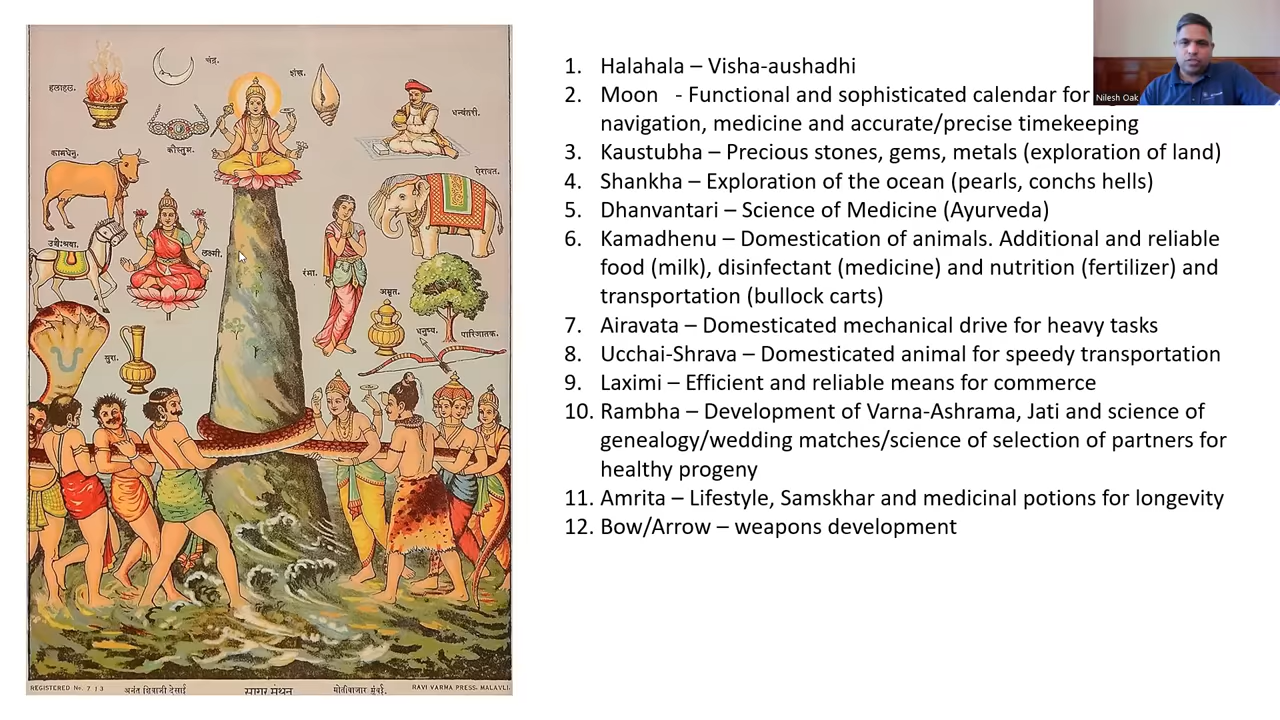 हलाहल.
चंद्र.
शंख.
धन्वंतरी.
कौस्तुभ.
कामधेनु.
ऐरावत.
उच्चैःश्रवा.
लक्ष्मी.
रंभा.
अमृत.
धनुष्य.
पारिजातक.
सुरा.
REGISTERED No. 713
अनंत शिवाजी देसाई
सागर मंथन
मोतीबाजार मुंबई.
RAVI VARMA PRESS. MALAVLI.
1. Halahala – Visha-aushadhi
2. Moon - Functional and sophisticated calendar for
navigation, medicine and accurate/precise timekeeping
3. Kaustubha – Precious stones, gems, metals (exploration of land)
4. Shankha – Exploration of the ocean (pearls, conchs hells)
5. Dhanvantari – Science of Medicine (Ayurveda)
6. Kamadhenu – Domestication of animals. Additional and reliable
food (milk), disinfectant (medicine) and nutrition (fertilizer) and
transportation (bullock carts)
7. Airavata – Domesticated mechanical drive for heavy tasks
8. Ucchai-Shrava – Domesticated animal for speedy transportation
9. Laximi – Efficient and reliable means for commerce
10. Rambha – Development of Varna-Ashrama, Jati and science of
genealogy/wedding matches/science of selection of partners for
healthy progeny
11. Amrita – Lifestyle, Samskhar and medicinal potions for longevity
12. Bow/Arrow – weapons development
Nilesh Oak